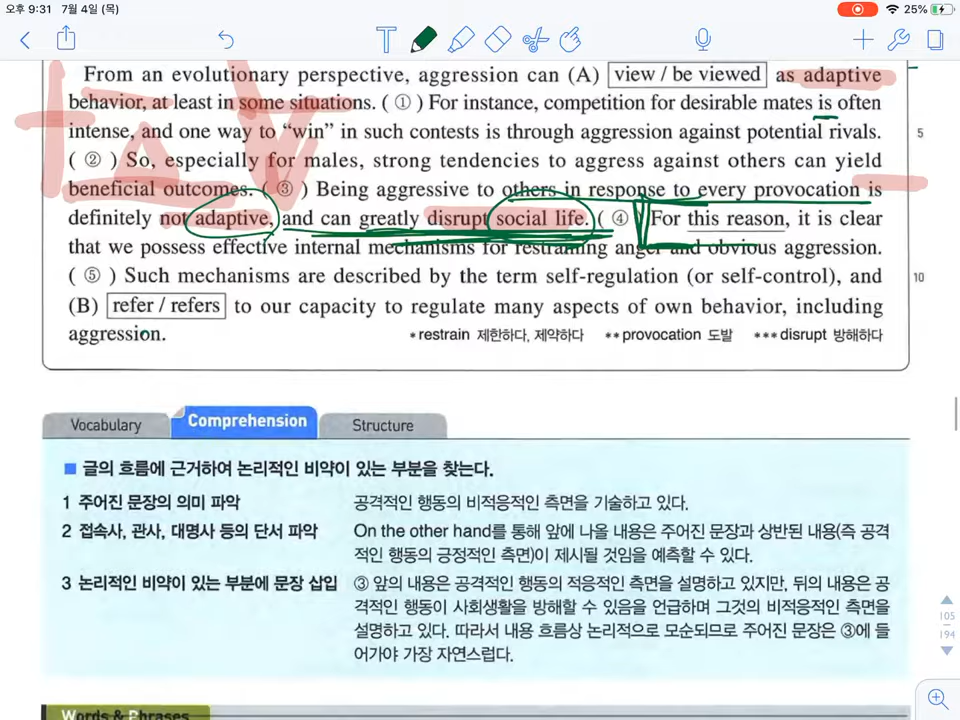 오후 9:31 7월 4일 (목)
25%
T
From an evolutionary perspective, aggression can (A) view / be viewed as adaptive
behavior, at least in some situations. ( ① ) For instance, competition for desirable mates is often
intense, and one way to “win” in such contests is through aggression against potential rivals. 5
( ② ) So, especially for males, strong tendencies to aggress against others can yield
beneficial outcomes. ( ③ ) Being aggressive to others in response to every provocation is
definitely not adaptive, and can greatly disrupt social life. ( ④ ) For this reason, it is clear
that we possess effective internal mechanisms for restraining anger and obvious aggression.
( ⑤ ) Such mechanisms are described by the term self-regulation (or self-control), and 10
(B) refer / refers to our capacity to regulate many aspects of own behavior, including
aggression. *restrain 제한하다, 제약하다 **provocation 도발 ***disrupt 방해하다
Vocabulary Comprehension Structure
■ 글의 흐름에 근거하여 논리적인 비약이 있는 부분을 찾는다.
1 주어진 문장의 의미 파악 공격적인 행동의 비적응적인 측면을 기술하고 있다.
2 접속사, 관사, 대명사 등의 단서 파악 On the other hand를 통해 앞에 나올 내용은 주어진 문장과 상반된 내용(즉 공격
적인 행동의 긍정적인 측면)이 제시될 것임을 예측할 수 있다.
3 논리적인 비약이 있는 부분에 문장 삽입 ③ 앞의 내용은 공격적인 행동의 적응적인 측면을 설명하고 있지만, 뒤의 내용은 공
격적인 행동이 사회생활을 방해할 수 있음을 언급하며 그것의 비적응적인 측면을
설명하고 있다. 따라서 내용 흐름상 논리적으로 모순되므로 주어진 문장은 ③에 들
어가야 가장 자연스럽다.
105
194
Words & Phrases